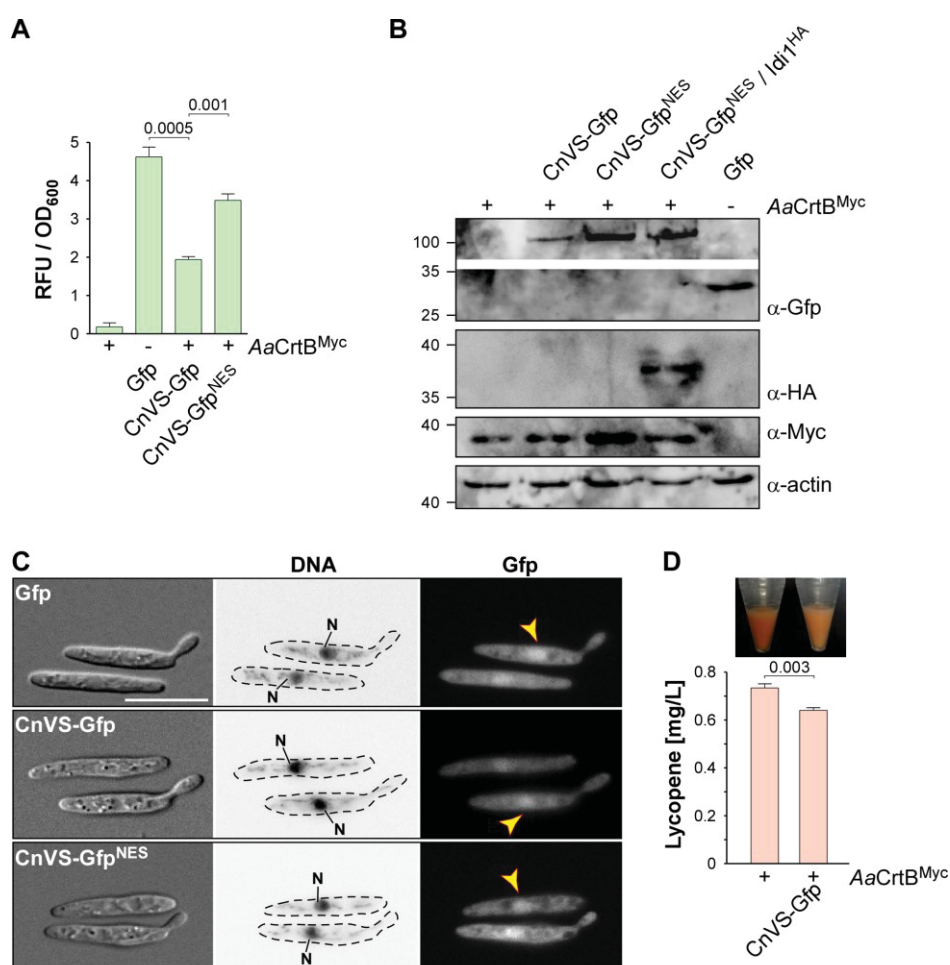 A
0.0005
0.001
RFU / OD600
5
4
3
2
1
0
+
-
+
+
AaCrtBMyc
Gfp
CnVS-Gfp
CnVS-GfpNES
B
CnVS-Gfp
CnVS-GfpNES
CnVS-GfpNES / Idi1HA
Gfp
+
+
+
+
-
AaCrtBMyc
100
35
25
α-Gfp
40
35
α-HA
40
α-Myc
40
α-actin
C
DNA
Gfp
Gfp
N
N
CnVS-Gfp
N
N
CnVS-GfpNES
N
N
D
0.003
Lycopene [mg/L]
0.8
0.6
0.4
0.2
0
+
+
AaCrtBMyc
CnVS-Gfp